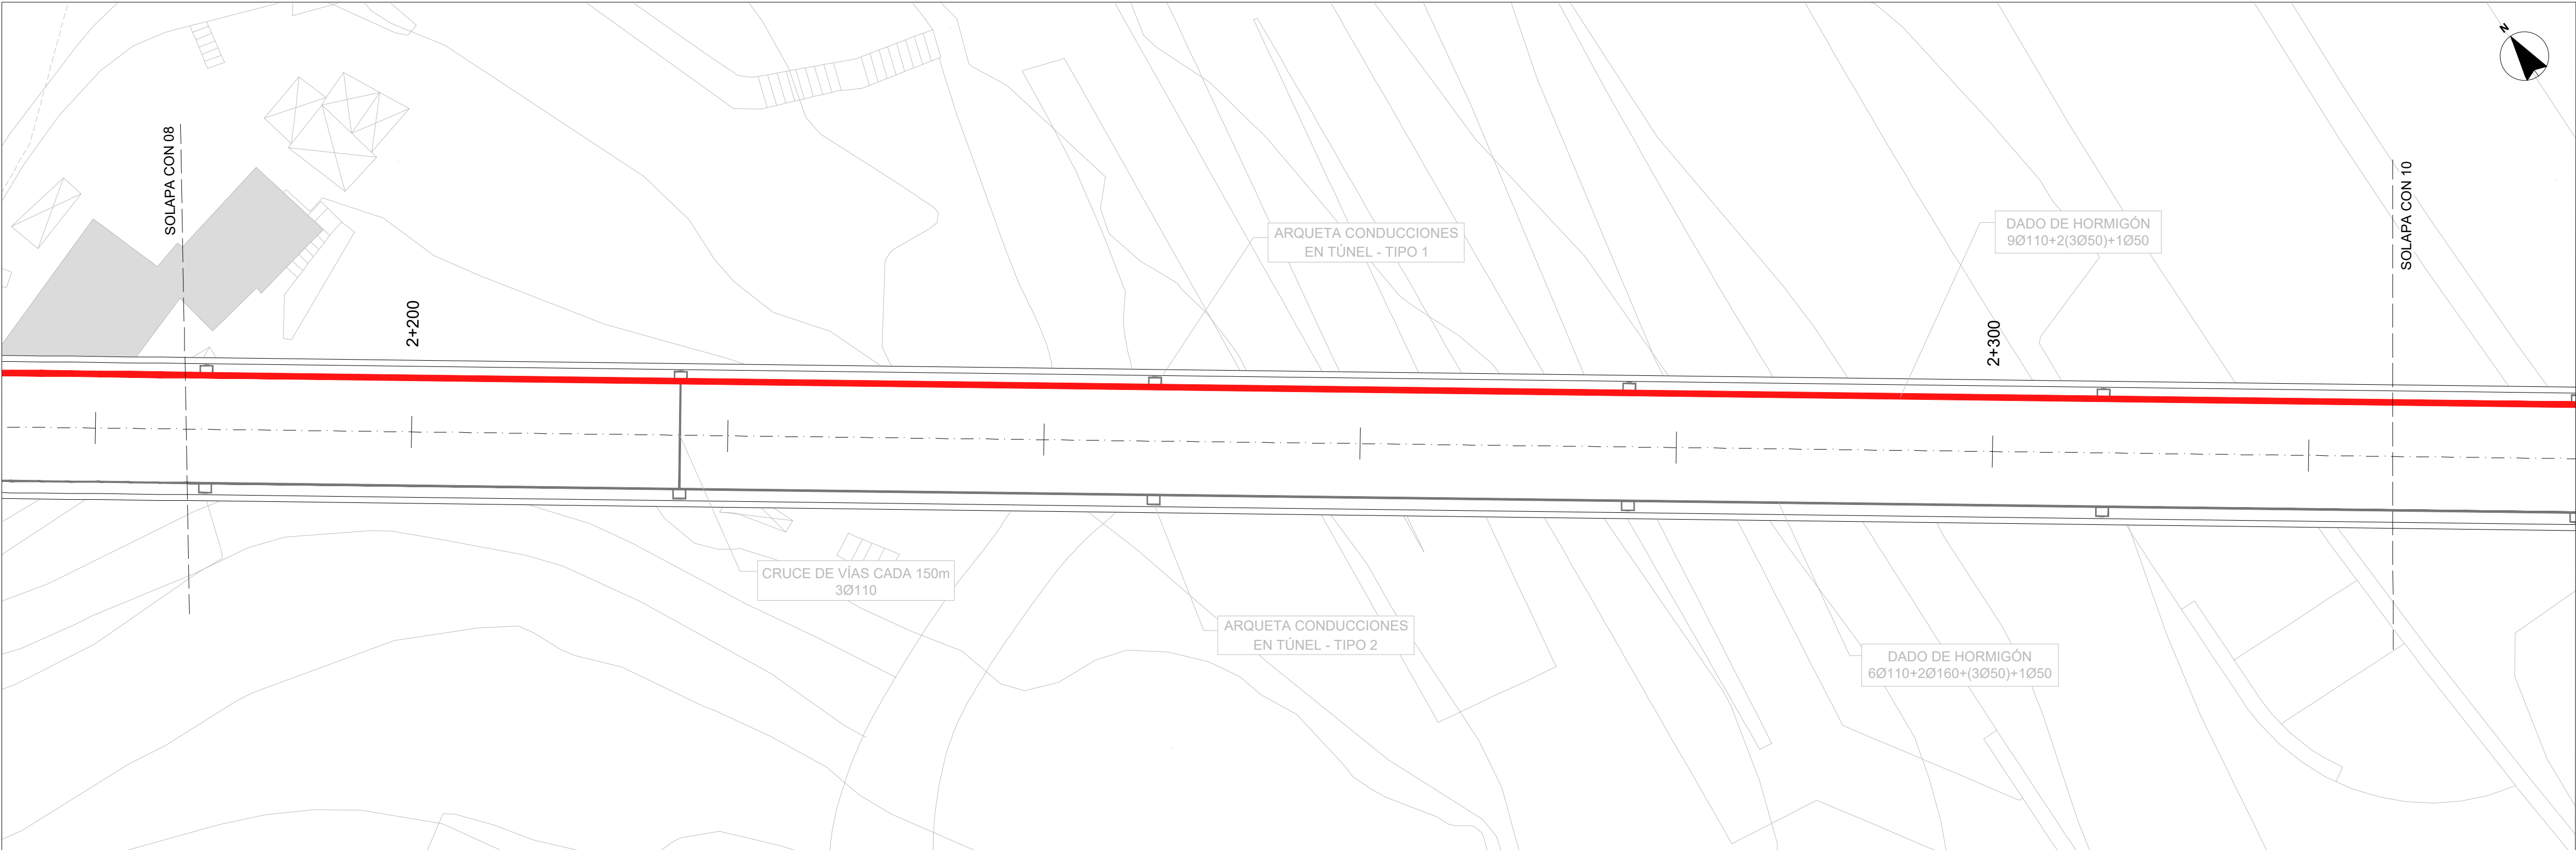 N
SOLAPA CON 08
SOLAPA CON 10
ARQUETA CONDUCCIONES
EN TÚNEL - TIPO 1
DADO DE HORMIGÓN
9Ø110+2(3Ø50)+1Ø50
2+200
2+300
CRUCE DE VÍAS CADA 150m
3Ø110
ARQUETA CONDUCCIONES
EN TÚNEL - TIPO 2
DADO DE HORMIGÓN
6Ø110+2Ø160+(3Ø50)+1Ø50